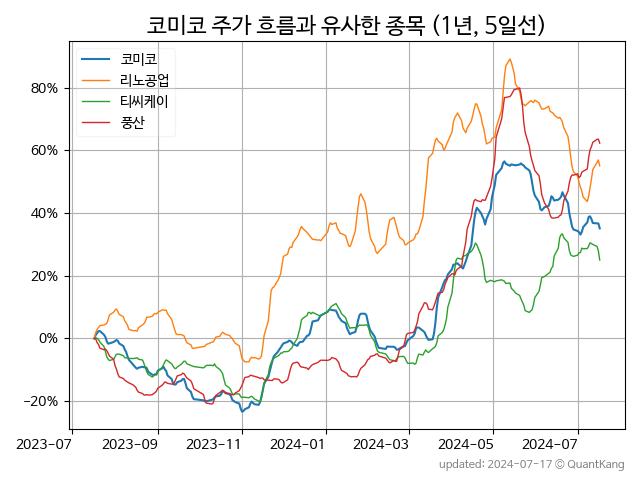 코미코 주가 흐름과 유사한 종목 (1년, 5일선)
코미코
리노공업
티씨케이
풍산
80%
60%
40%
20%
0%
−20%
2023-07
2023-09
2023-11
2024-01
2024-03
2024-05
2024-07
updated: 2024-07-17 © QuantKang